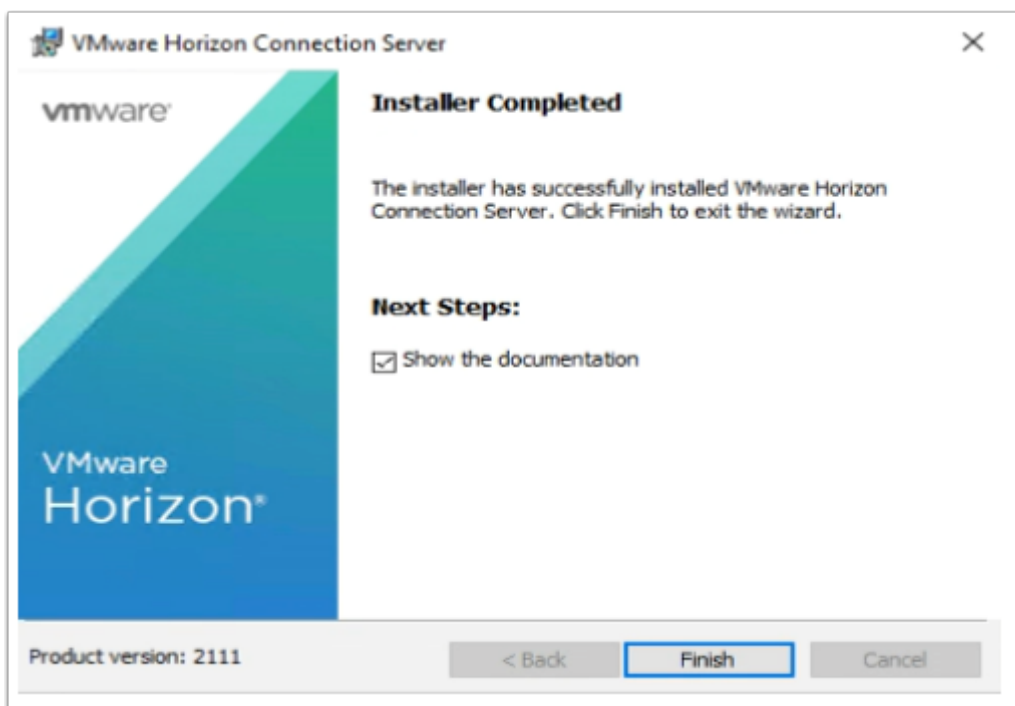 VMware Horizon Connection Server
vmware
Installer Completed
The installer has successfully installed VMware Horizon
Connection Server. Click Finish to exit the wizard.
Next Steps:
Show the documentation
VMware
Horizon®
Product version: 2111
< Back
Finish
Cancel